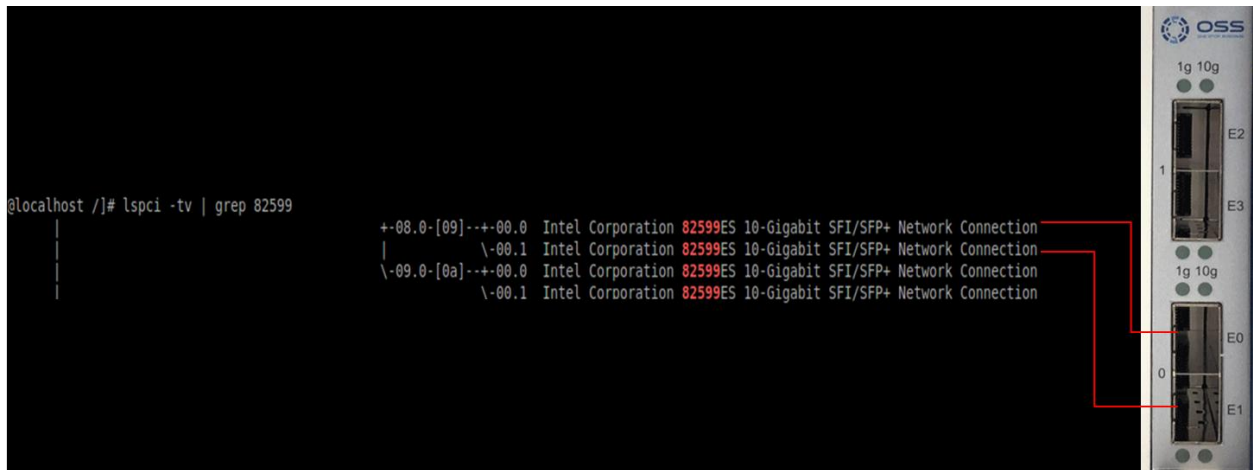 @localhost /]# lspci -tv | grep 82599
| +-08.0-[09]--+-00.0 Intel Corporation 82599ES 10-Gigabit SFI/SFP+ Network Connection
| | \-00.1 Intel Corporation 82599ES 10-Gigabit SFI/SFP+ Network Connection
| \-09.0-[0a]--+-00.0 Intel Corporation 82599ES 10-Gigabit SFI/SFP+ Network Connection
| \-00.1 Intel Corporation 82599ES 10-Gigabit SFI/SFP+ Network Connection
OSS
1g 10g
E2
1
E3
1g 10g
E0
0
E1